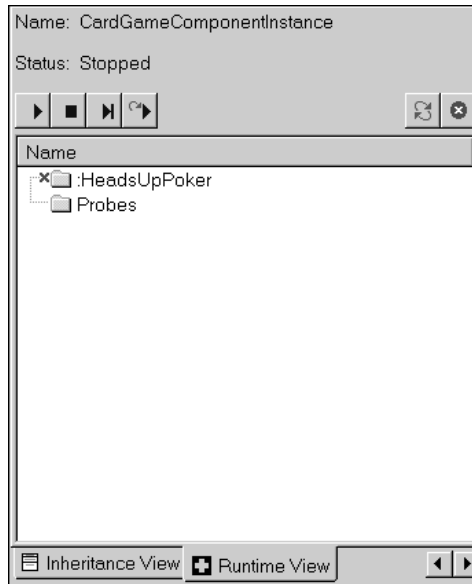 Name: CardGameComponentInstance
Status: Stopped
Name
:HeadsUpPoker
Probes
Inheritance View Runtime View